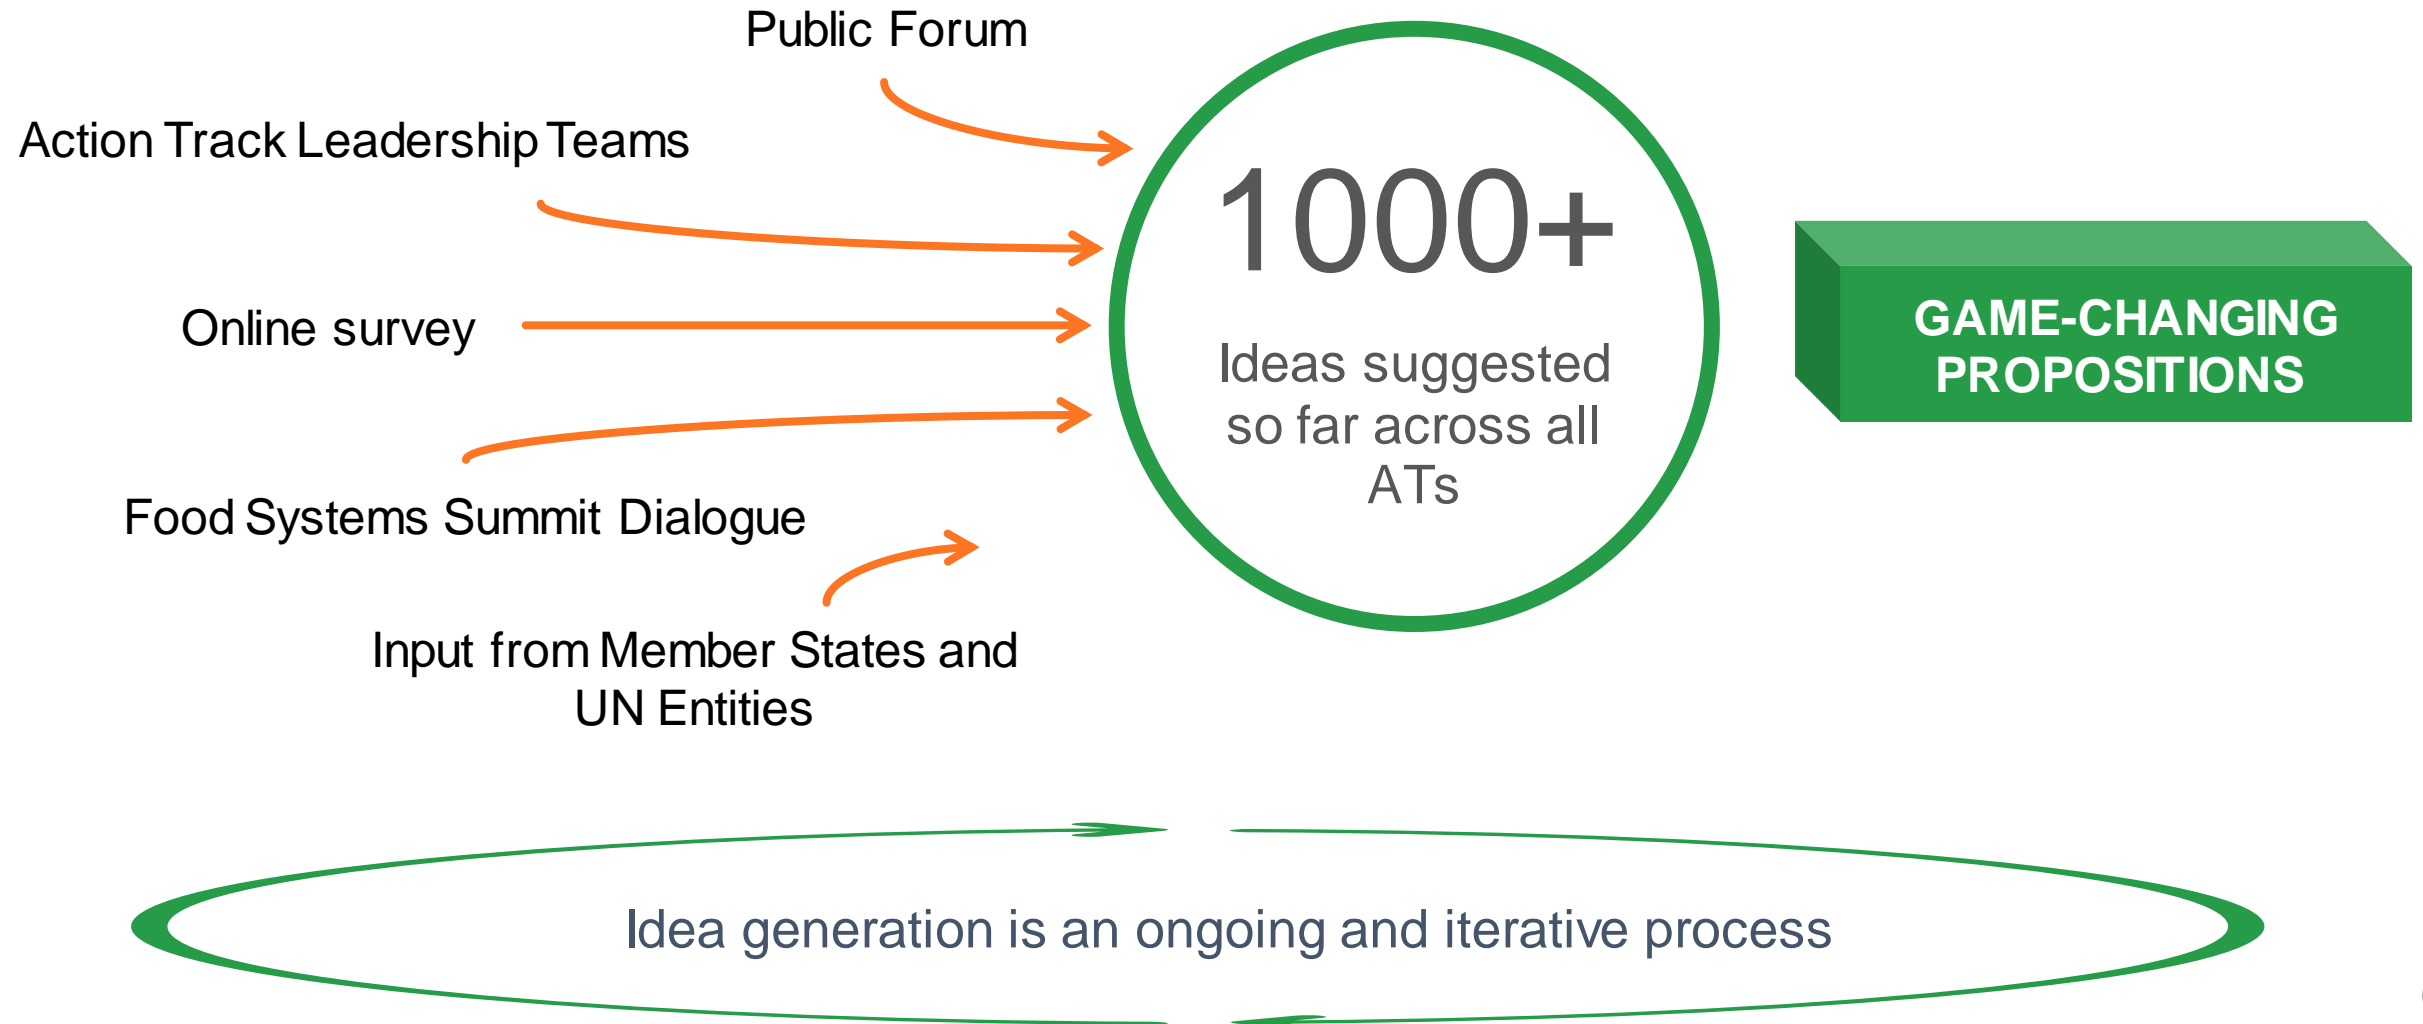 Public Forum
Action Track Leadership Teams
Online survey
Food Systems Summit Dialogue
Input from Member States and
UN Entities
1000+
Ideas suggested
so far across all
ATs
GAME-CHANGING
PROPOSITIONS
Idea generation is an ongoing and iterative process